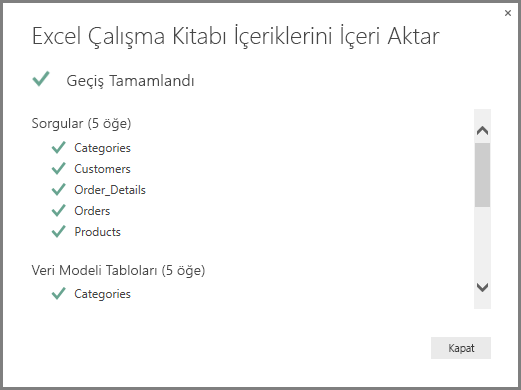 Excel Çalışma Kitabı İçeriklerini İçeri Aktar
Geçiş Tamamlandı
Sorgular (5 öğe)
Categories
Customers
Order_Details
Orders
Products
Veri Modeli Tabloları (5 öğe)
Categories
Kapat